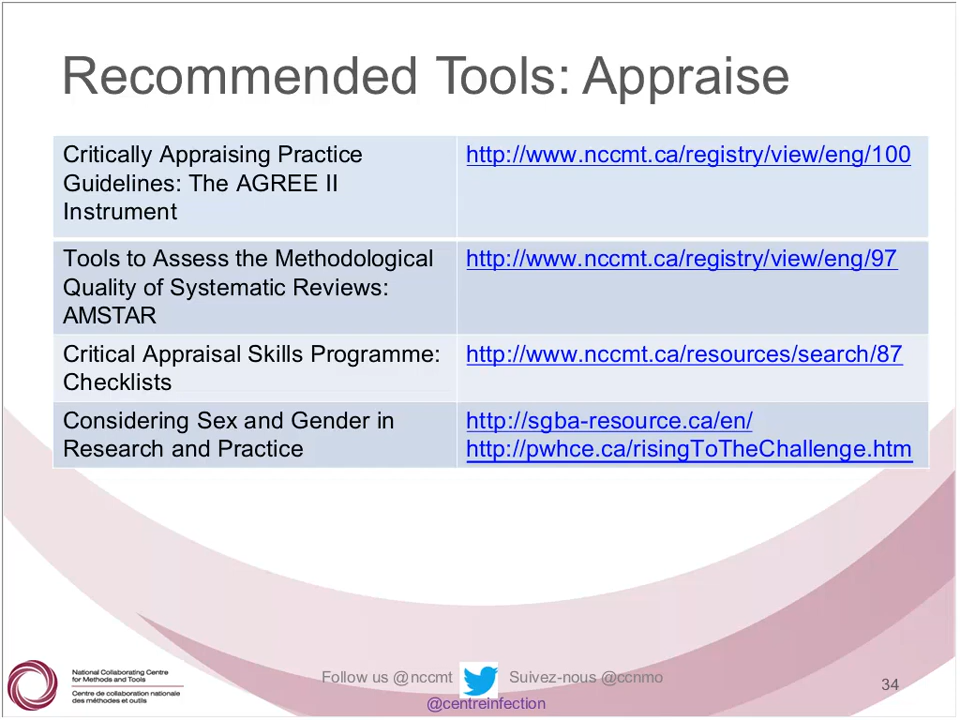 Recommended Tools: Appraise
Critically Appraising Practice
Guidelines: The AGREE II
Instrument
http://www.nccmt.ca/registry/view/eng/100
Tools to Assess the Methodological
Quality of Systematic Reviews:
AMSTAR
http://www.nccmt.ca/registry/view/eng/97
Critical Appraisal Skills Programme:
Checklists
http://www.nccmt.ca/resources/search/87
Considering Sex and Gender in
Research and Practice
http://sgba-resource.ca/en/
http://pwhce.ca/risingToTheChallenge.htm
National Collaborating Centre
for Methods and Tools
Centre de collaboration nationale
des méthodes et outils
Follow us @nccmt
Suivez-nous @ccnmo
@centreinfection
34